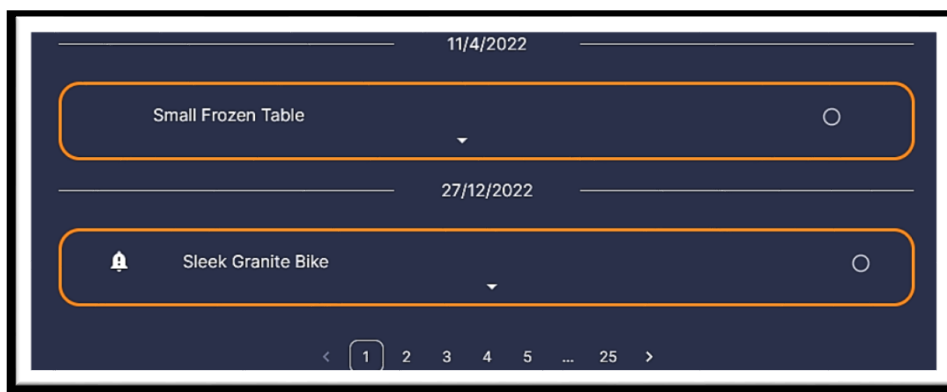 11/4/2022
Small Frozen Table
27/12/2022
Sleek Granite Bike
< 1 2 3 4 5 ... 25 >